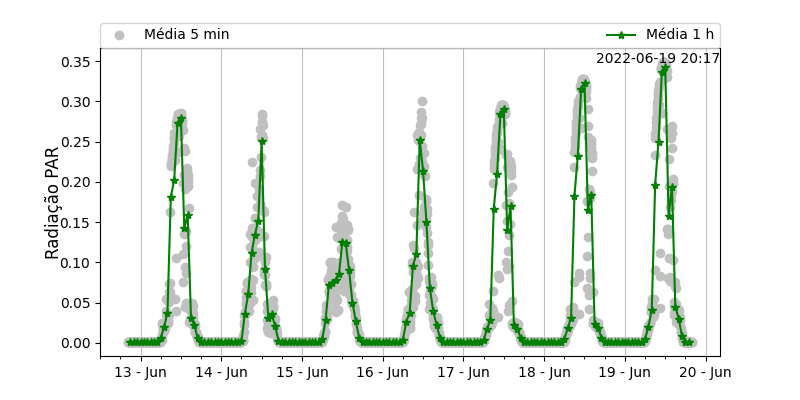 Média 5 min
Média 1 h
2022-06-19 20:17
Radiação PAR
0.35
0.30
0.25
0.20
0.15
0.10
0.05
0.00
13 - Jun
14 - Jun
15 - Jun
16 - Jun
17 - Jun
18 - Jun
19 - Jun
20 - Jun